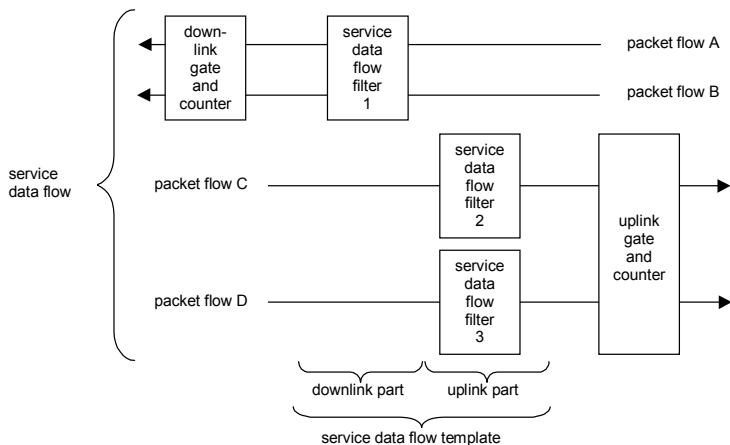 down-
link
gate
and
counter
service
data
flow
filter
1
packet flow A
packet flow B
service
data flow
packet flow C
service
data
flow
filter
2
uplink
gate
and
counter
packet flow D
service
data
flow
filter
3
downlink part
uplink part
service data flow template